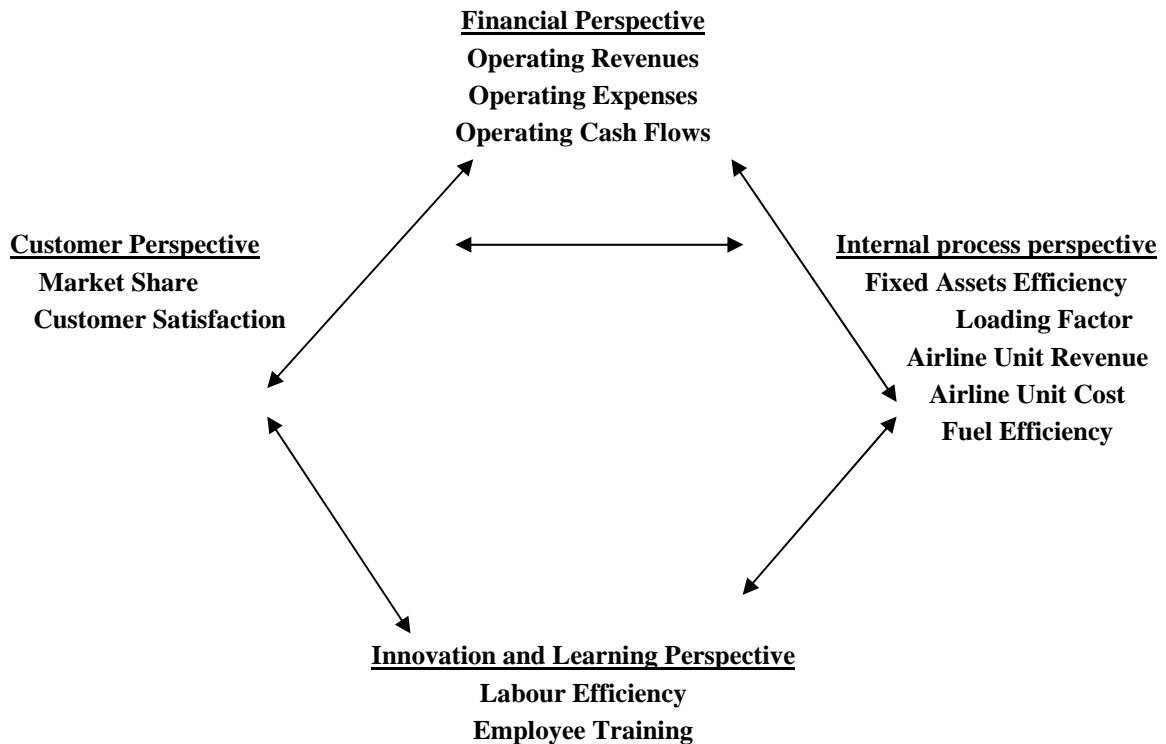 Financial Perspective
Operating Revenues
Operating Expenses
Operating Cash Flows
Customer Perspective
Market Share
Customer Satisfaction
Internal process perspective
Fixed Assets Efficiency
Loading Factor
Airline Unit Revenue
Airline Unit Cost
Fuel Efficiency
Innovation and Learning Perspective
Labour Efficiency
Employee Training